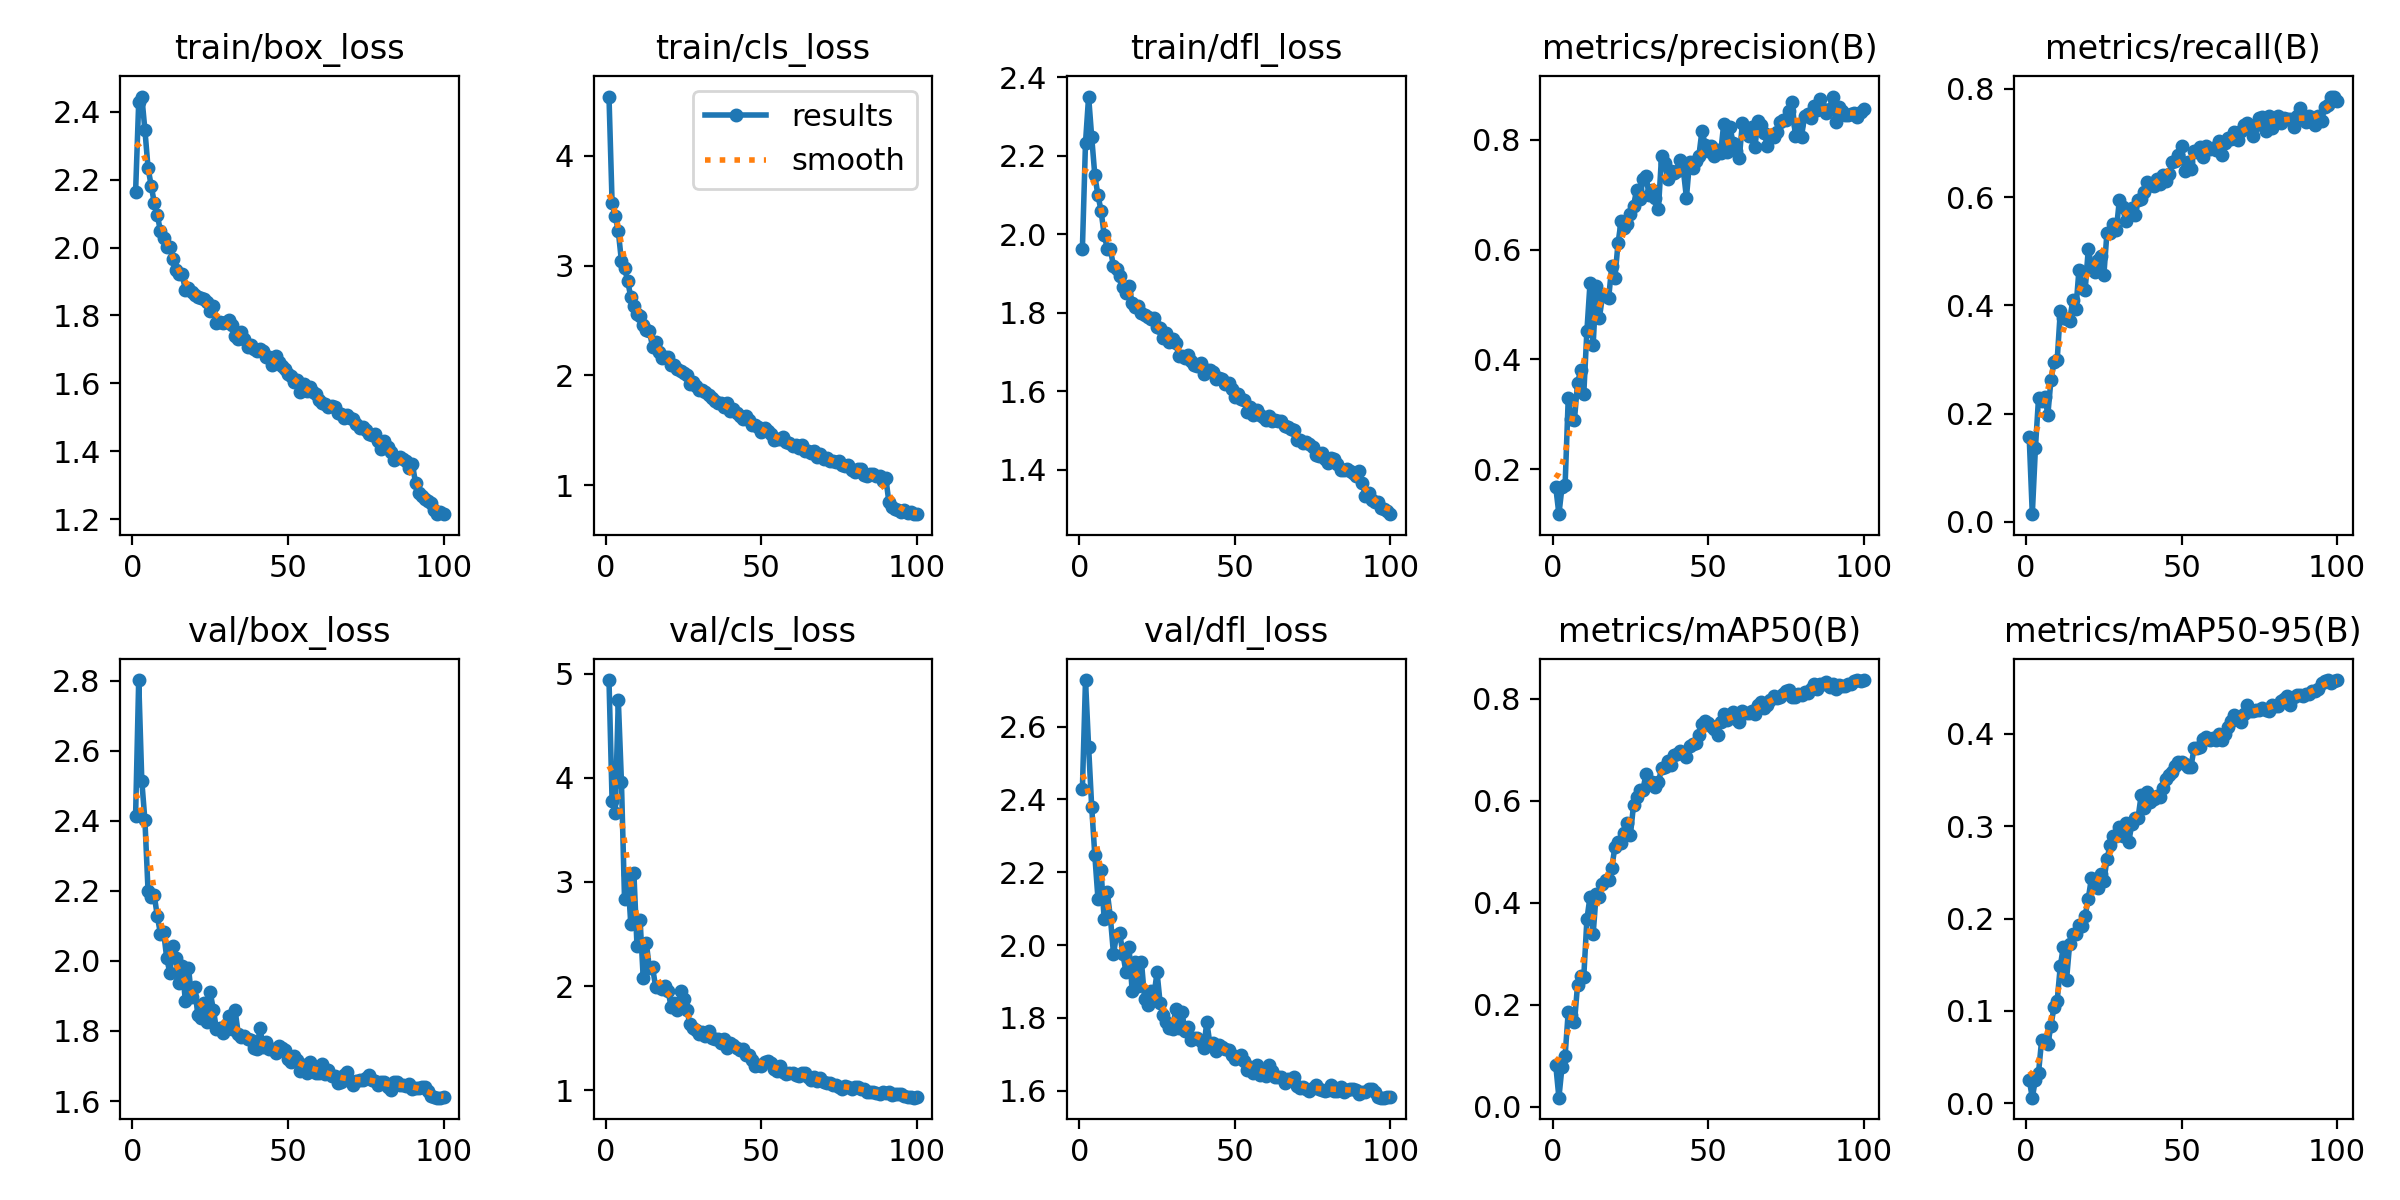 train/box_loss
2.4
2.2
2.0
1.8
1.6
1.4
1.2
0 50 100
train/cls_loss
results
smooth
4
3
2
1
0 50 100
train/dfl_loss
2.4
2.2
2.0
1.8
1.6
1.4
0 50 100
metrics/precision(B)
0.8
0.6
0.4
0.2
0 50 100
metrics/recall(B)
0.8
0.6
0.4
0.2
0.0
0 50 100
val/box_loss
2.8
2.6
2.4
2.2
2.0
1.8
1.6
0 50 100
val/cls_loss
5
4
3
2
1
0 50 100
val/dfl_loss
2.6
2.4
2.2
2.0
1.8
1.6
0 50 100
metrics/mAP50(B)
0.8
0.6
0.4
0.2
0.0
0 50 100
metrics/mAP50-95(B)
0.4
0.3
0.2
0.1
0.0
0 50 100